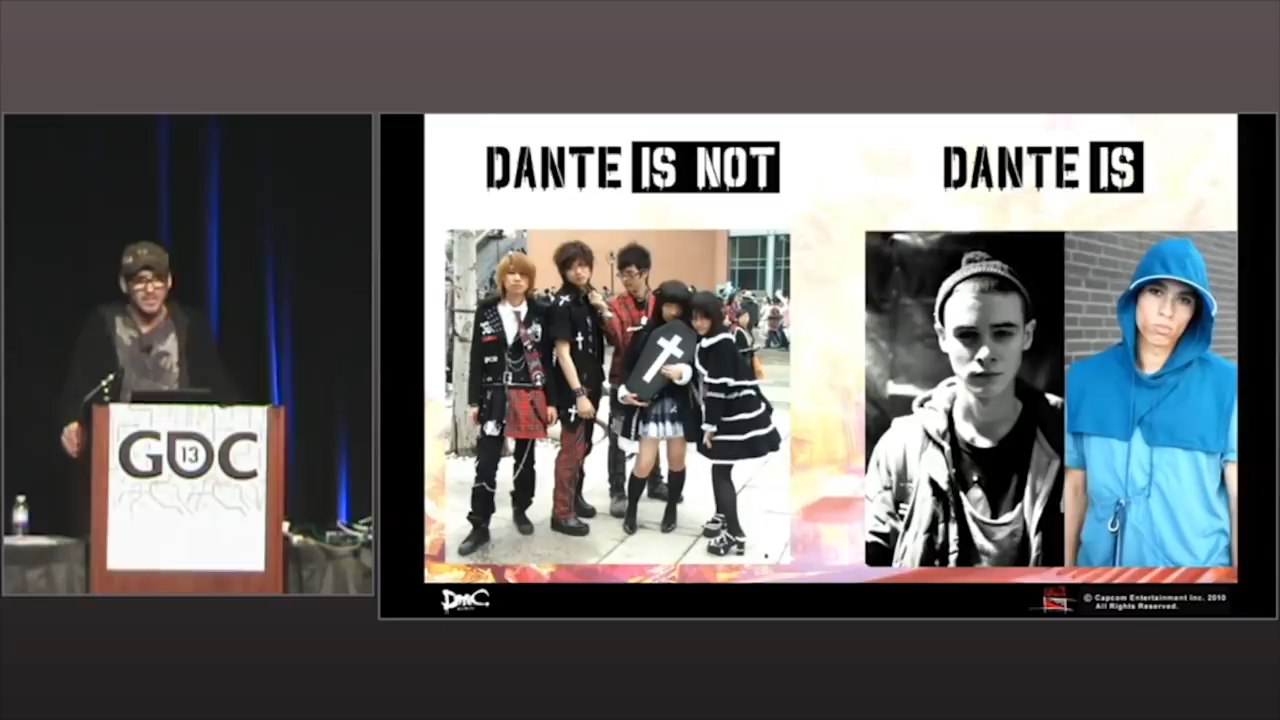 DANTE IS NOT
DANTE IS
GDC
13
DmC
© Capcom Entertainment Inc. 2010
All Rights Reserved.